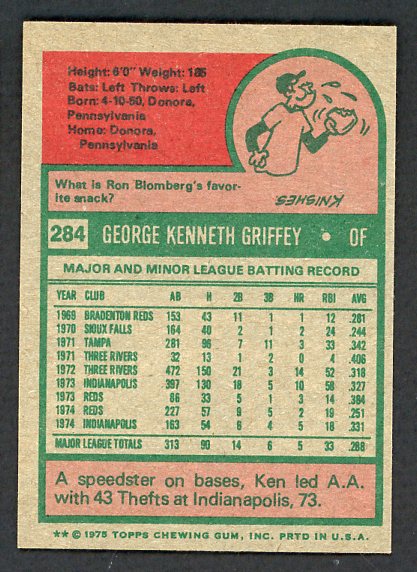 Height: 6'0" Weight: 185
Bats: Left Throws: Left
Born: 4-10-50, Donora,
Pennsylvania
Home: Donora,
Pennsylvania
What is Ron Blomberg's favor-
ite snack?
KNISHES
284 GEORGE KENNETH GRIFFEY • OF
MAJOR AND MINOR LEAGUE BATTING RECORD
YEAR CLUB AB H 2B 3B HR RBI AVG
1969 BRADENTON REDS 153 43 11 1 1 12 .281
1970 SIOUX FALLS 164 40 2 1 2 24 .244
1971 TAMPA 281 96 7 11 3 33 .342
1971 THREE RIVERS 32 13 2 1 0 4 .406
1972 THREE RIVERS 472 150 21 3 14 52 .318
1973 INDIANAPOLIS 397 130 18 5 10 58 .327
1973 REDS 86 33 5 1 3 14 .384
1974 REDS 227 57 9 5 2 19 .251
1974 INDIANAPOLIS 163 54 6 4 5 18 .331
MAJOR LEAGUE TOTALS 313 90 14 6 5 33 .288
A speedster on bases, Ken led A.A.
with 43 Thefts at Indianapolis, 73.
** © 1975 TOPPS CHEWING GUM, INC. PRTD IN U.S.A.